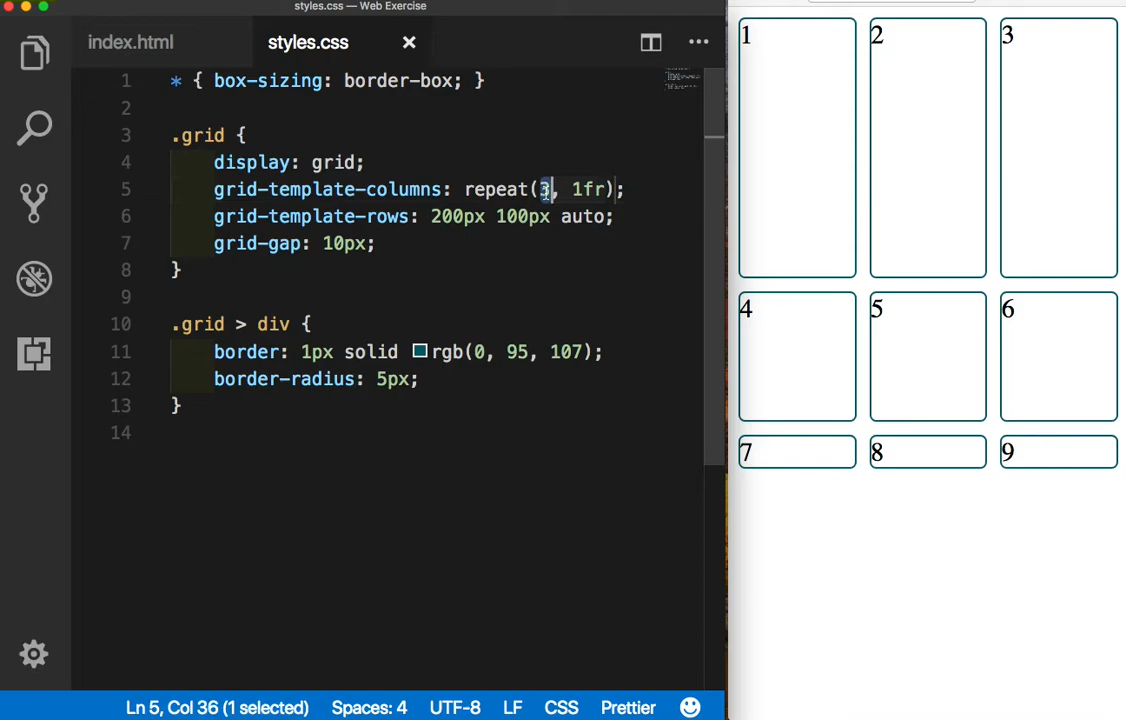 styles.css — Web Exercise
index.html
styles.css
1 * { box-sizing: border-box; }
2
3 .grid {
4 display: grid;
5 grid-template-columns: repeat(3, 1fr);
6 grid-template-rows: 200px 100px auto;
7 grid-gap: 10px;
8 }
9
10 .grid > div {
11 border: 1px solid rgb(0, 95, 107);
12 border-radius: 5px;
13 }
14
Ln 5, Col 36 (1 selected) Spaces: 4 UTF-8 LF CSS Prettier
1 2 3
4 5 6
7 8 9